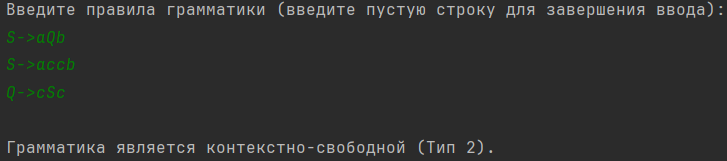 Введите правила грамматики (введите пустую строку для завершения ввода):
S->aQb
S->accb
Q->cSc
Грамматика является контекстно-свободной (Тип 2).